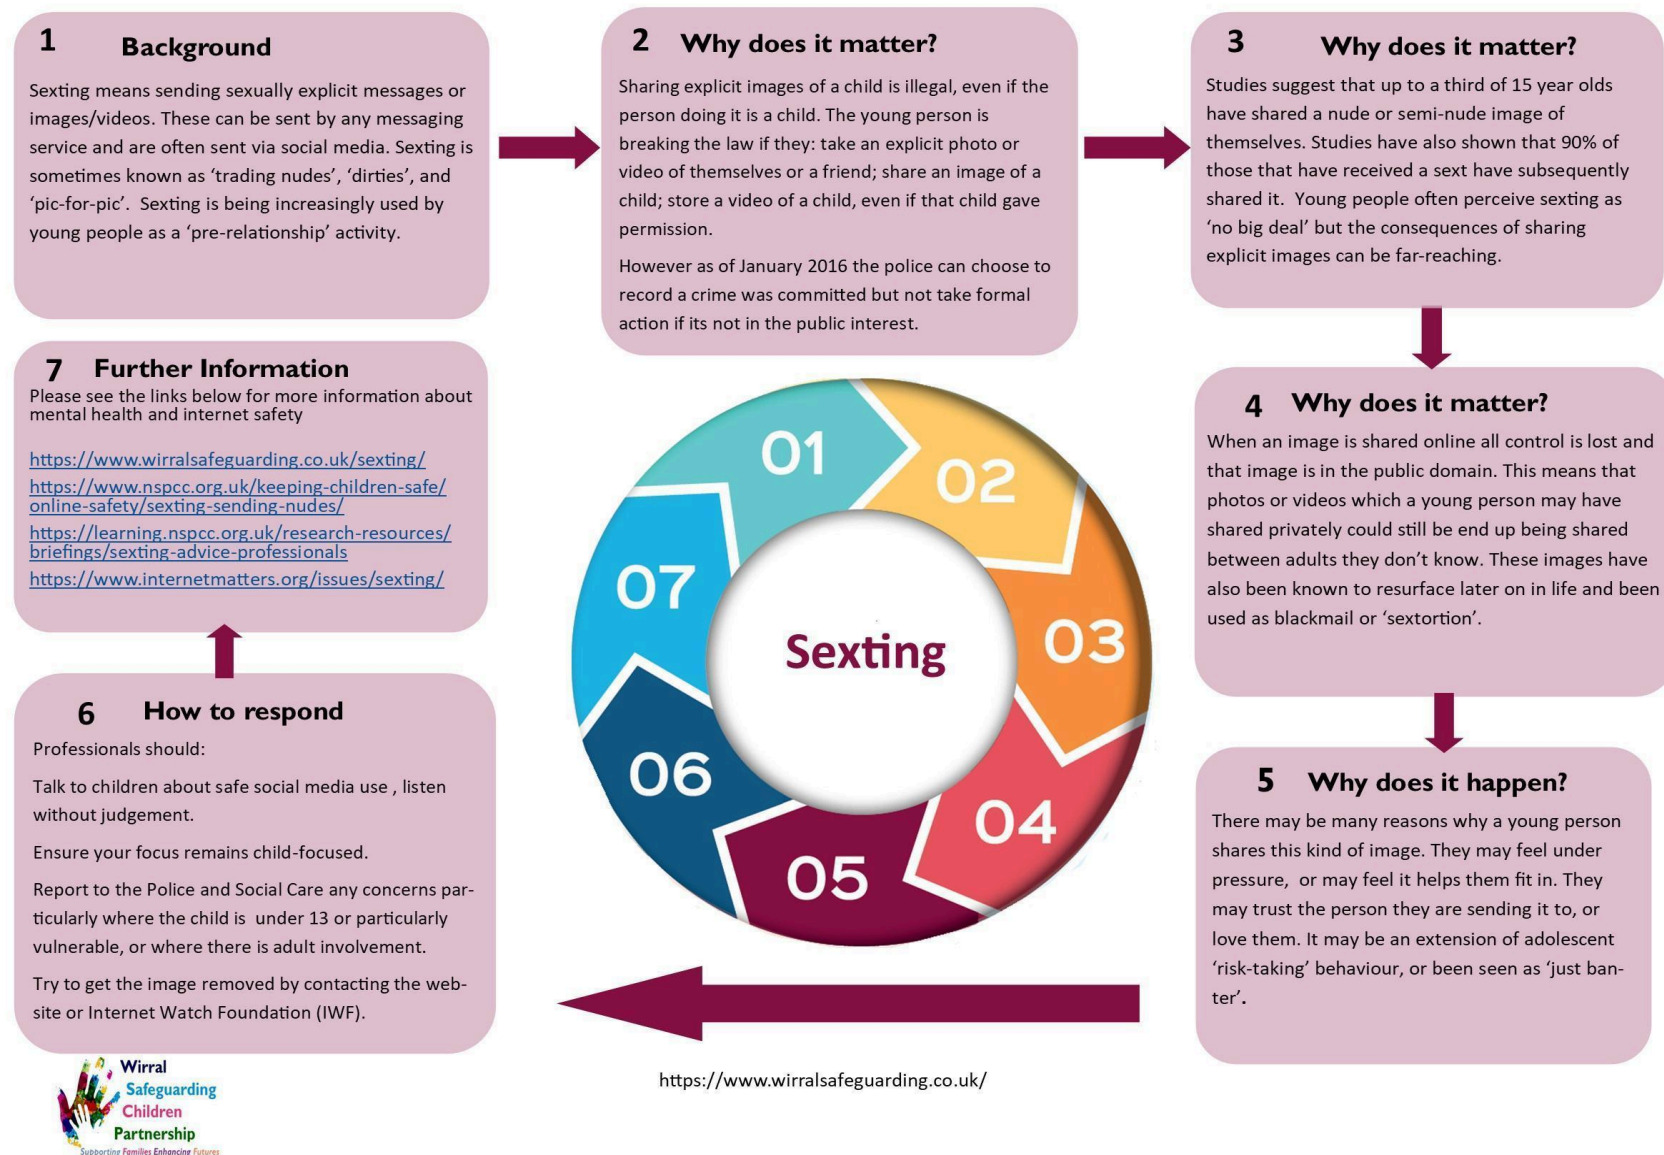 1 Background
Sexting means sending sexually explicit messages or
images/videos. These can be sent by any messaging
service and are often sent via social media. Sexting is
sometimes known as ‘trading nudes’, ‘dirties’, and
‘pic-for-pic’.  Sexting is being increasingly used by
young people as a ‘pre-relationship’ activity.
2 Why does it matter?
Sharing explicit images of a child is illegal, even if the
person doing it is a child. The young person is
breaking the law if they: take an explicit photo or
video of themselves or a friend; share an image of a
child; store a video of a child, even if that child gave
permission.
However as of January 2016 the police can choose to
record a crime was committed but not take formal
action if its not in the public interest.
3 Why does it matter?
Studies suggest that up to a third of 15 year olds
have shared a nude or semi-nude image of
themselves. Studies have also shown that 90% of
those that have received a sext have subsequently
shared it.  Young people often perceive sexting as
‘no big deal’ but the consequences of sharing
explicit images can be far-reaching.
4 Why does it matter?
When an image is shared online all control is lost and
that image is in the public domain. This means that
photos or videos which a young person may have
shared privately could still be end up being shared
between adults they don’t know. These images have
also been known to resurface later on in life and been
used as blackmail or ‘sextortion’.
5 Why does it happen?
There may be many reasons why a young person
shares this kind of image. They may feel under
pressure,  or may feel it helps them fit in. They
may trust the person they are sending it to, or
love them. It may be an extension of adolescent
‘risk-taking’ behaviour, or been seen as ‘just ban-
ter’.
6 How to respond
Professionals should:
Talk to children about safe social media use , listen
without judgement.
Ensure your focus remains child-focused.
Report to the Police and Social Care any concerns par-
ticularly where the child is  under 13 or particularly
vulnerable, or where there is adult involvement.
Try to get the image removed by contacting the web-
site or Internet Watch Foundation (IWF).
7 Further Information
Please see the links below for more information about
mental health and internet safety
https://www.wirralsafeguarding.co.uk/sexting/
https://www.nspcc.org.uk/keeping-children-safe/
online-safety/sexting-sending-nudes/
https://learning.nspcc.org.uk/research-resources/
briefings/sexting-advice-professionals
https://www.internetmatters.org/issues/sexting/
01
02
03
04
05
06
07
Sexting
https://www.wirralsafeguarding.co.uk/
Wirral
Safeguarding
Children
Partnership
Supporting Families Enhancing Futures